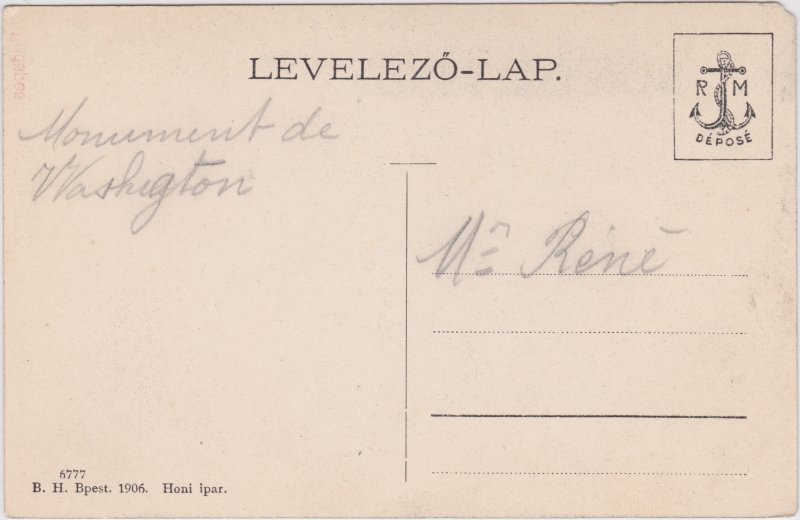 LEVELEZŐ-LAP.
R M
DÉPOSÉ
Monument de
Washigton
Mr René
6777
B. H. Bpest. 1906. Honi ipar.